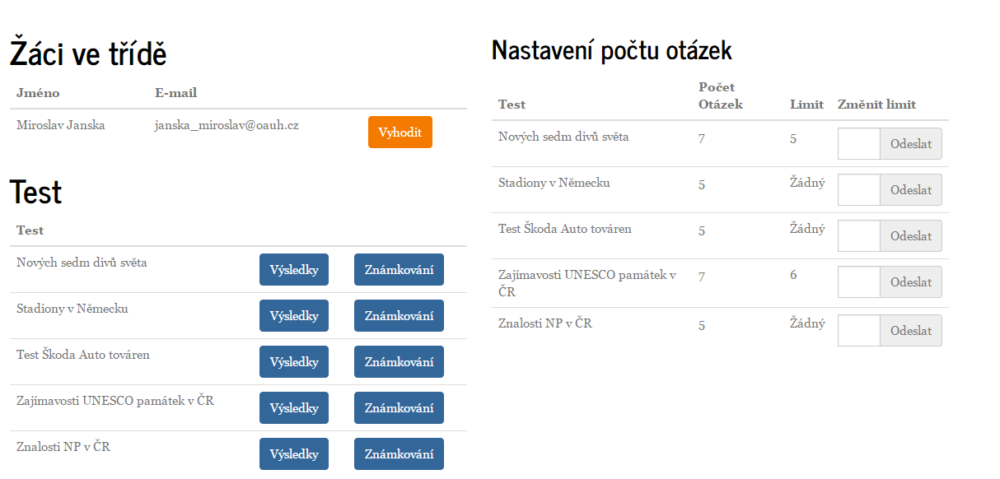 Žáci ve třídě
Jméno E-mail
Miroslav Janska janska_miroslav@oauh.cz Vyhodit
Test
Test
Nových sedm divů světa Výsledky Známkování
Stadiony v Německu Výsledky Známkování
Test Škoda Auto továren Výsledky Známkování
Zajímavosti UNESCO památek v ČR Výsledky Známkování
Znalosti NP v ČR Výsledky Známkování
Nastavení počtu otázek
Test Počet Otázek Limit Změnit limit
Nových sedm divů světa 7 5 Odeslat
Stadiony v Německu 5 Žádný Odeslat
Test Škoda Auto továren 5 Žádný Odeslat
Zajímavosti UNESCO památek v 7 6 Odeslat
ČR
Znalosti NP v ČR 5 Žádný Odeslat